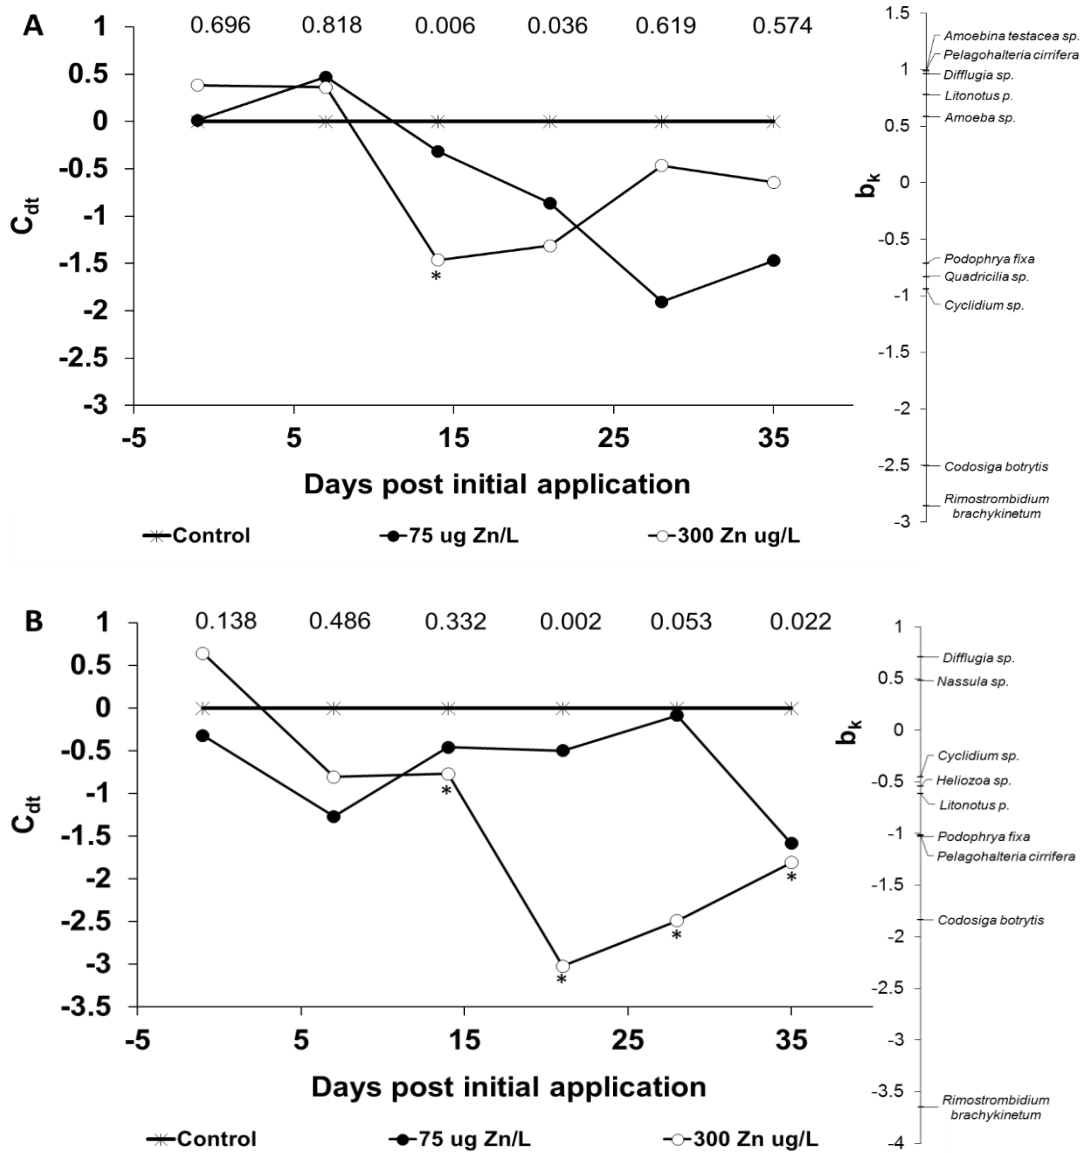 A
0.696 0.818 0.006 0.036 0.619 0.574
1
0.5
0
-0.5
-1
-1.5
-2
-2.5
-3
Cdt
*
-5 5 15 25 35
Days post initial application
Control 75 ug Zn/L 300 Zn ug/L
bk
1.5
1
0.5
0
-0.5
-1
-1.5
-2
-2.5
-3
Amoebina testacea sp.
Pelagohalteria cirrifera
Difflugia sp.
Litonotus p.
Amoeba sp.
Podophrya fixa
Quadricilia sp.
Cyclidium sp.
Codosiga botrytis
Rimostrombidium
brachykinetum
B
0.138 0.486 0.332 0.002 0.053 0.022
1
0.5
0
-0.5
-1
-1.5
-2
-2.5
-3
-3.5
Cdt
* * * *
-5 5 15 25 35
Days post initial application
Control 75 ug Zn/L 300 Zn ug/L
bk
1
0.5
0
-0.5
-1
-1.5
-2
-2.5
-3
-3.5
-4
Difflugia sp.
Nassula sp.
Cyclidium sp.
Heliozoa sp.
Litonotus p.
Podophrya fixa
Pelagohalteria cirrifera
Codosiga botrytis
Rimostrombidium
brachykinetum